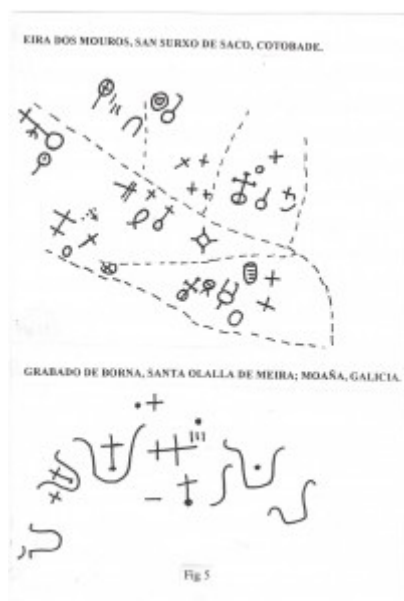 EIRA DOS MOUROS, SAN SURXO DE SACO, COTOBADE.
GRABADO DE BORNA, SANTA OLALLA DE MEIRA; MOAÑA, GALICIA.
Fig 5